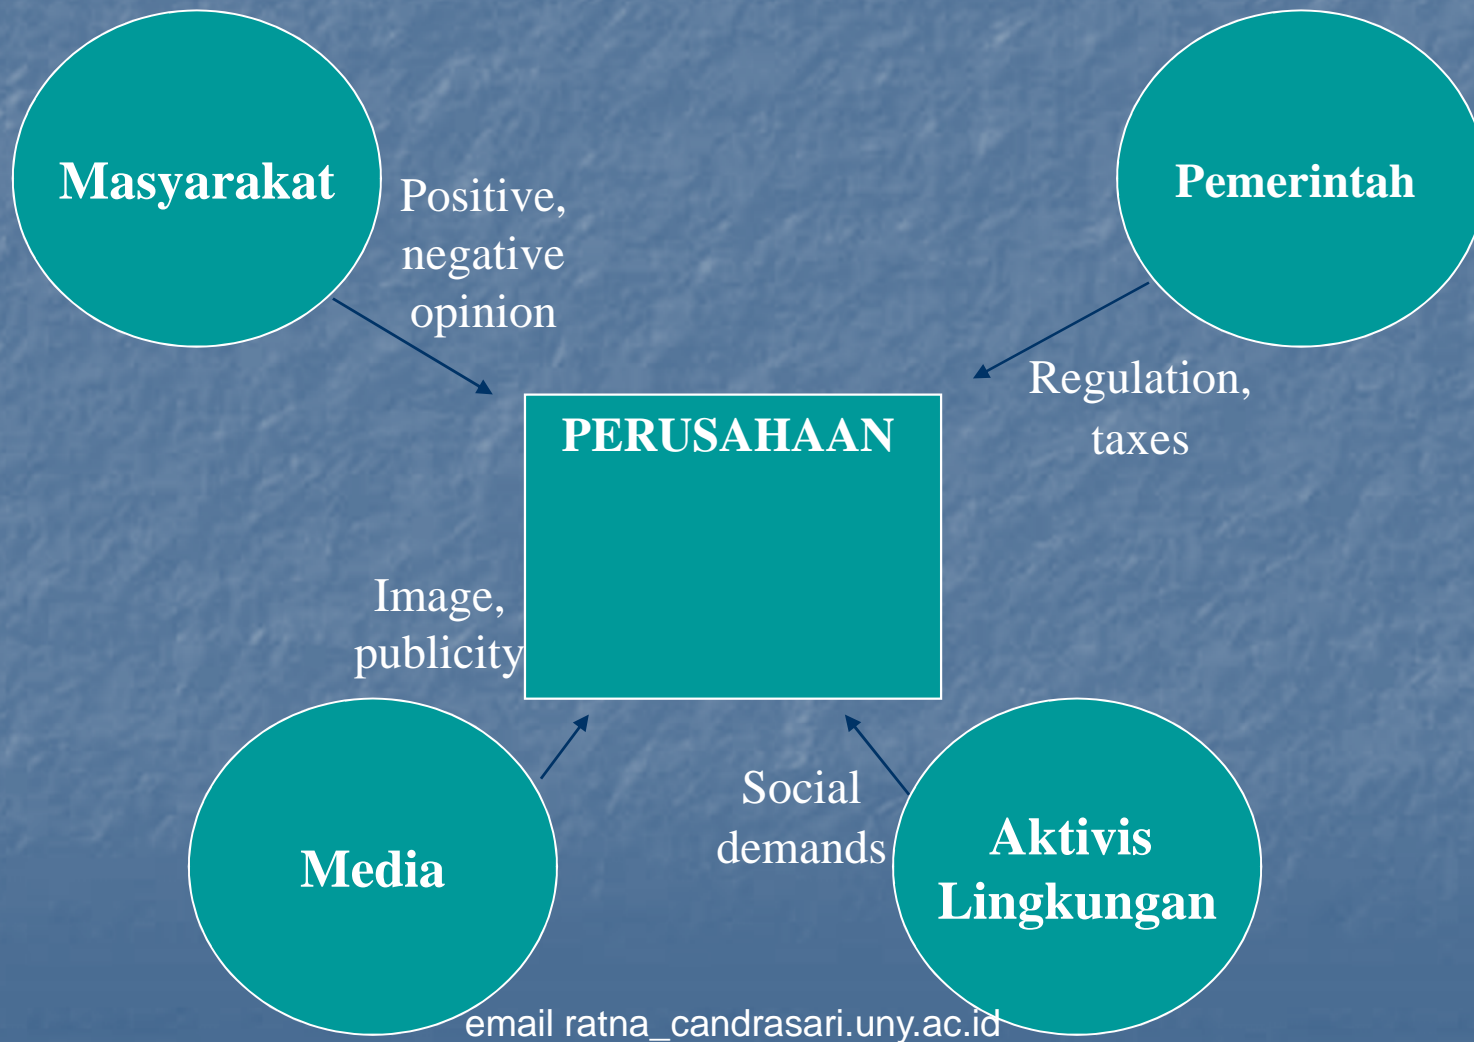 Masyarakat
Positive,
negative
opinion
Pemerintah
Regulation,
taxes
PERUSAHAAN
Image,
publicity
Media
Social
demands
Aktivis
Lingkungan
email ratna_candrasari.uny.ac.id